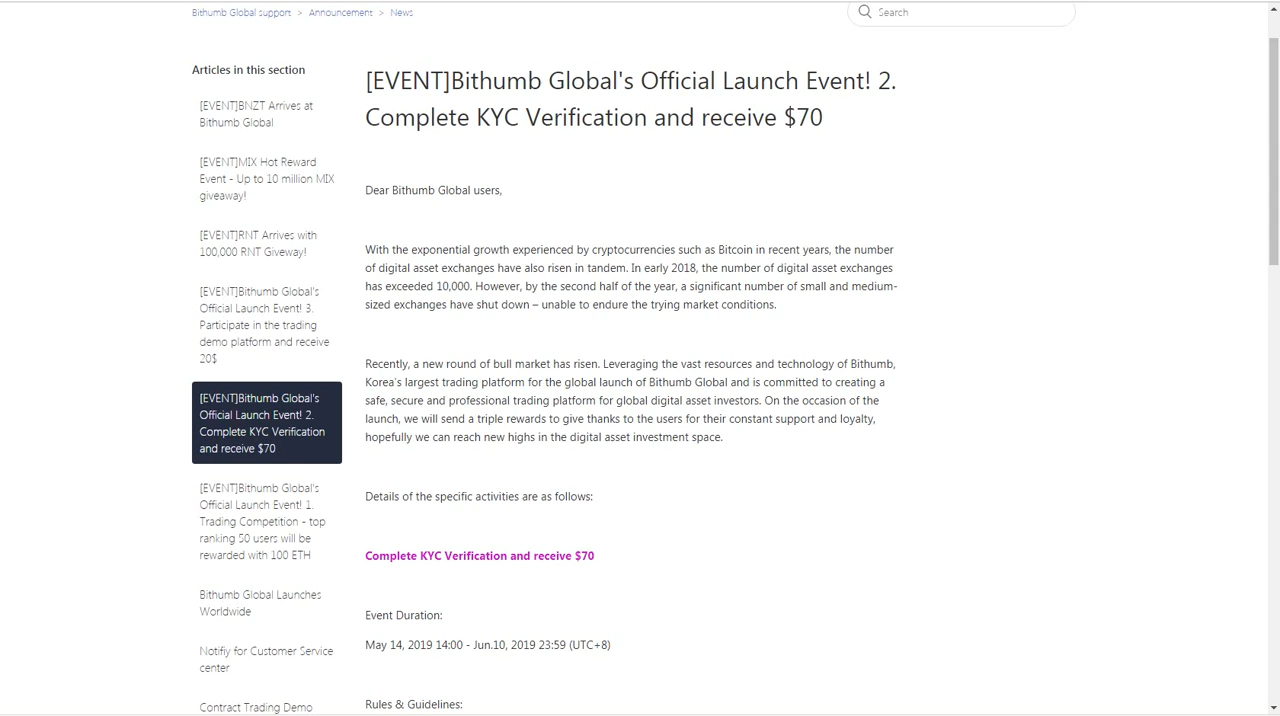 Bithumb Global support > Announcement > News
Search
Articles in this section
[EVENT]BNZT Arrives at
Bithumb Global
[EVENT]MIX Hot Reward
Event - Up to 10 million MIX
giveaway!
[EVENT]RNT Arrives with
100,000 RNT Giveway!
[EVENT]Bithumb Global's
Official Launch Event! 3.
Participate in the trading
demo platform and receive
20$
[EVENT]Bithumb Global's
Official Launch Event! 2.
Complete KYC Verification
and receive $70
[EVENT]Bithumb Global's
Official Launch Event! 1.
Trading Competition - top
ranking 50 users will be
rewarded with 100 ETH
Bithumb Global Launches
Worldwide
Notifiy for Customer Service
center
Contract Trading Demo
[EVENT]Bithumb Global's Official Launch Event! 2.
Complete KYC Verification and receive $70
Dear Bithumb Global users,
With the exponential growth experienced by cryptocurrencies such as Bitcoin in recent years, the number
of digital asset exchanges have also risen in tandem. In early 2018, the number of digital asset exchanges
has exceeded 10,000. However, by the second half of the year, a significant number of small and medium-
sized exchanges have shut down – unable to endure the trying market conditions.
Recently, a new round of bull market has risen. Leveraging the vast resources and technology of Bithumb,
Korea's largest trading platform for the global launch of Bithumb Global and is committed to creating a
safe, secure and professional trading platform for global digital asset investors. On the occasion of the
launch, we will send a triple rewards to give thanks to the users for their constant support and loyalty,
hopefully we can reach new highs in the digital asset investment space.
Details of the specific activities are as follows:
Complete KYC Verification and receive $70
Event Duration:
May 14, 2019 14:00 - Jun.10, 2019 23:59 (UTC+8)
Rules & Guidelines: